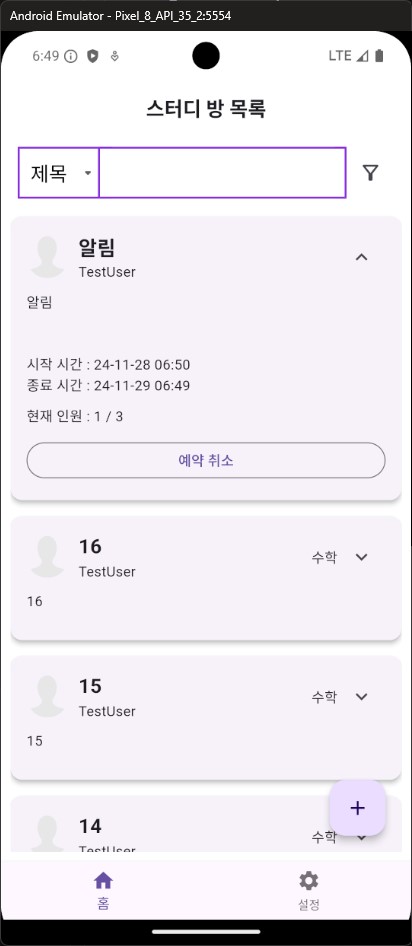 Android Emulator - Pixel_8_API_35_2:5554
6:49
LTE
스터디 방 목록
제목
알림
TestUser
알림
시작 시간 : 24-11-28 06:50
종료 시간 : 24-11-29 06:49
현재 인원 : 1 / 3
예약 취소
16
수학
TestUser
16
15
수학
TestUser
15
14
수학
TestUser
+
홈
설정